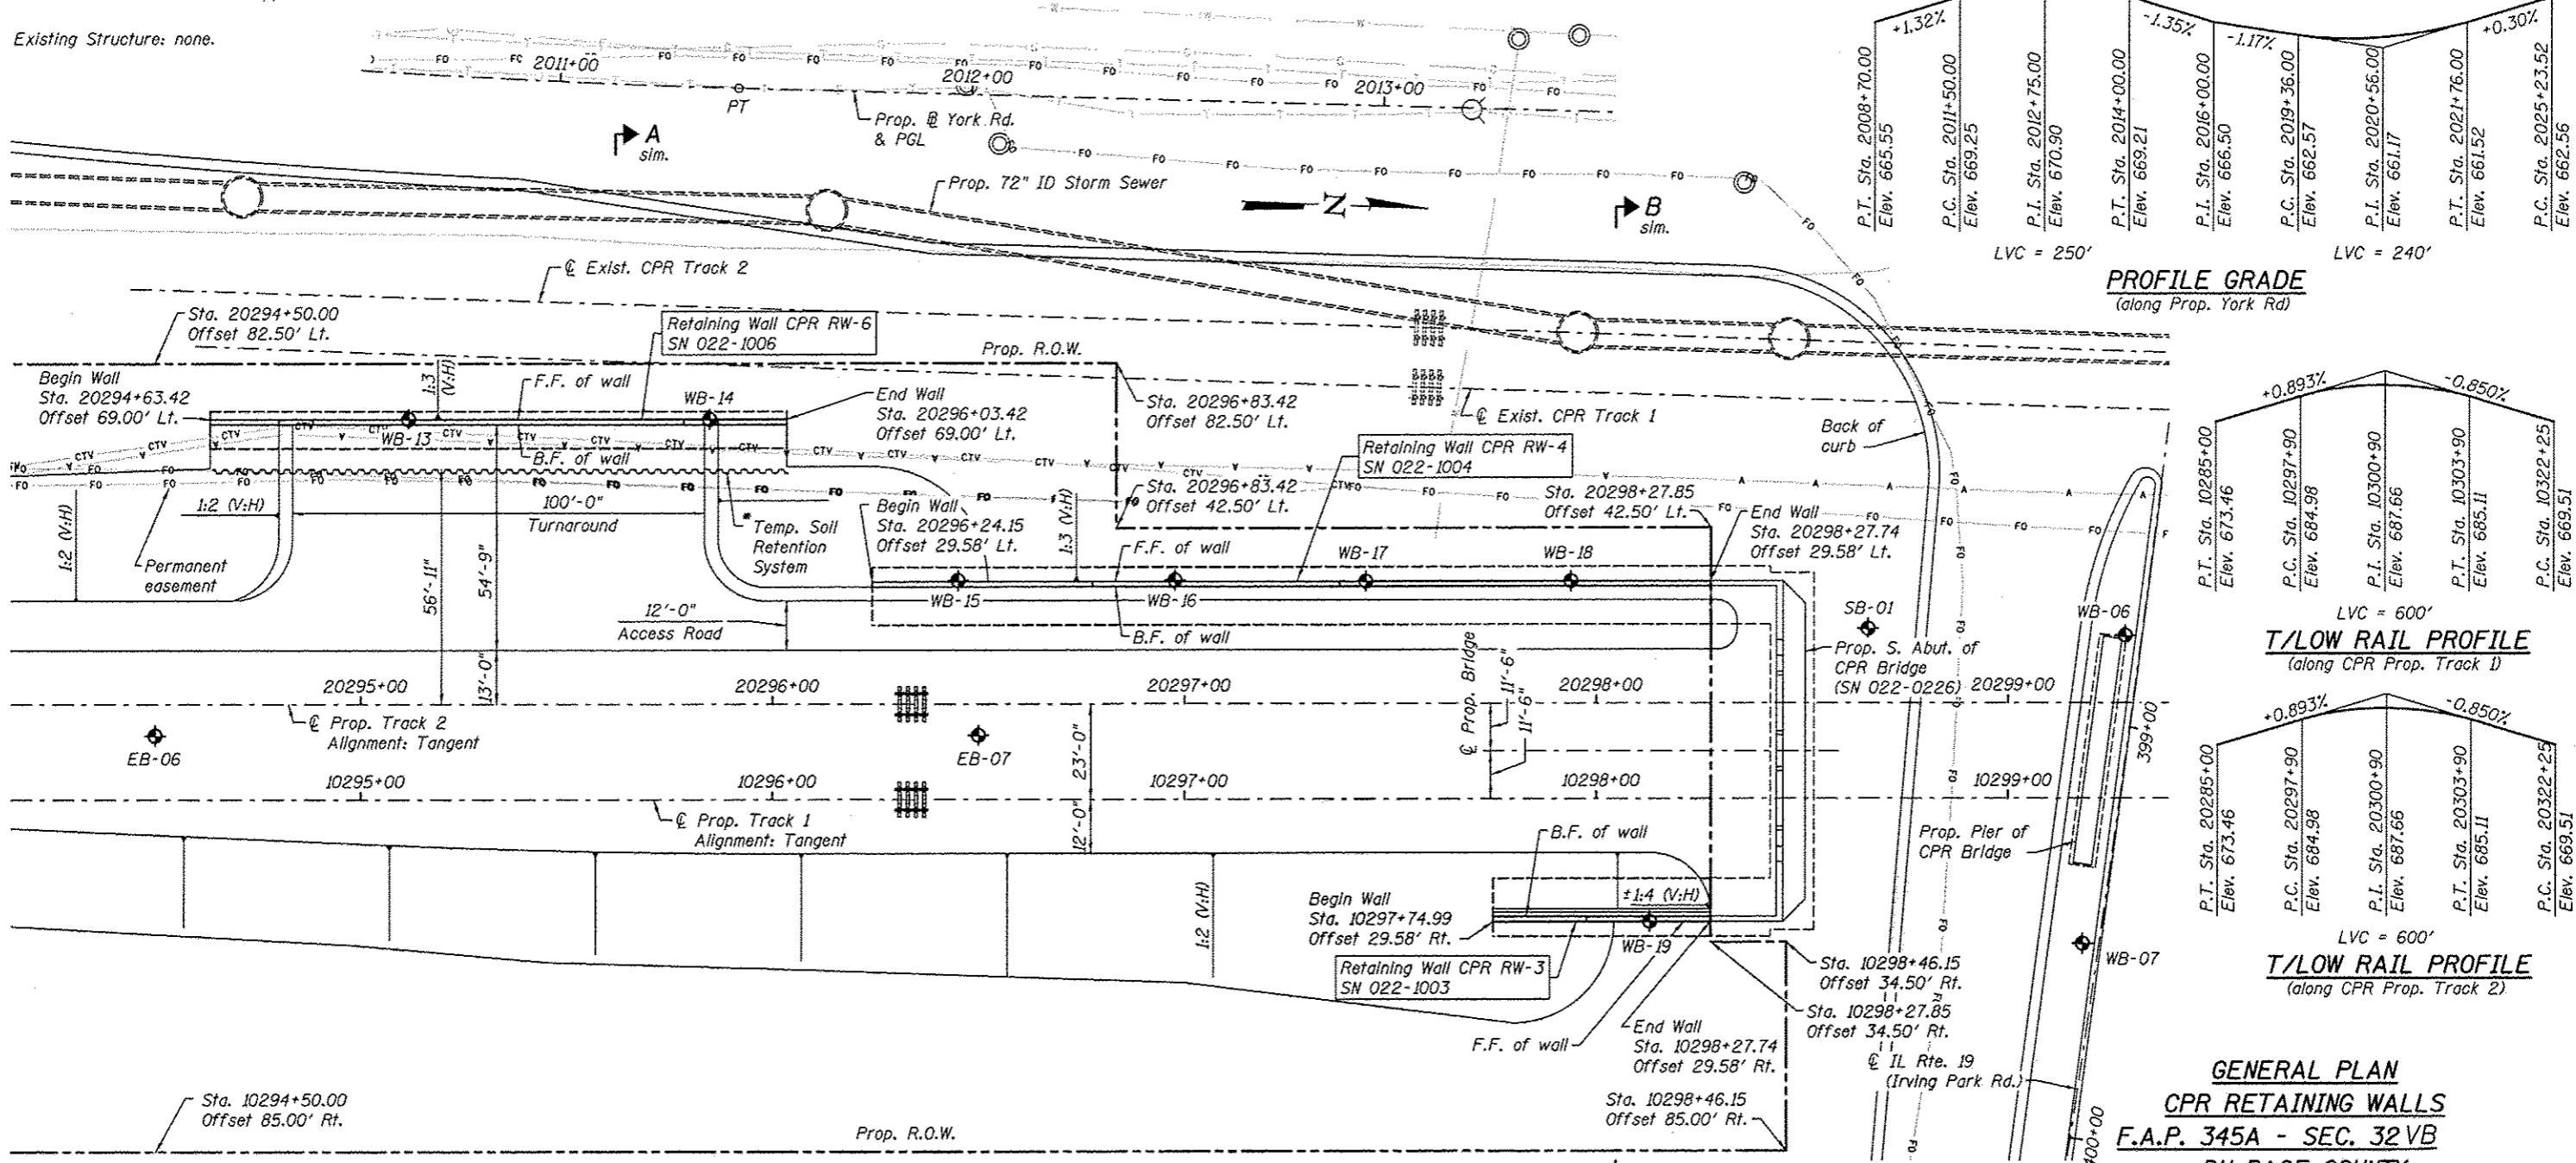 Existing Structure: none.
2011+00
2012+00
2013+00
PT
Prop. ℄ York Rd.
& PGL
A
sim.
Prop. 72" ID Storm Sewer
N
B
sim.
℄ Exist. CPR Track 2
Sta. 20294+50.00
Offset 82.50' Lt.
Retaining Wall CPR RW-6
SN 022-1006
Prop. R.O.W.
Begin Wall
Sta. 20294+63.42
Offset 69.00' Lt.
1:3
(V:H)
F.F. of wall
WB-14
End Wall
Sta. 20296+03.42
Offset 69.00' Lt.
Sta. 20296+83.42
Offset 82.50' Lt.
℄ Exist. CPR Track 1
Back of
curb
WB-13
B.F. of wall
Retaining Wall CPR RW-4
SN 022-1004
1:2 (V:H)
1:2 (V:H)
100'-0"
Turnaround
Permanent
easement
* Temp. Soil
Retention
System
Begin Wall
Sta. 20296+24.15
Offset 29.58' Lt.
1:3 (V:H)
Sta. 20296+83.42
Offset 42.50' Lt.
Sta. 20298+27.85
Offset 42.50' Lt.
End Wall
Sta. 20298+27.74
Offset 29.58' Lt.
F.F. of wall
WB-17
WB-18
WB-15
WB-16
B.F. of wall
56'-11"
54'-9"
13'-0"
12'-0"
Access Road
SB-01
WB-06
Prop. S. Abut. of
CPR Bridge
(SN 022-0226)
20295+00
20296+00
20297+00
20298+00
20299+00
℄ Prop. Bridge
11'-6"
11'-6"
℄ Prop. Track 2
Alignment: Tangent
EB-06
EB-07
23'-0"
12'-0"
399+00
10295+00
10296+00
10297+00
10298+00
10299+00
℄ Prop. Track 1
Alignment: Tangent
B.F. of wall
Prop. Pier of
CPR Bridge
1:2 (V:H)
±1:4 (V:H)
Begin Wall
Sta. 10297+74.99
Offset 29.58' Rt.
WB-19
WB-07
Retaining Wall CPR RW-3
SN 022-1003
Sta. 10298+46.15
Offset 34.50' Rt.
Sta. 10298+27.85
Offset 34.50' Rt.
F.F. of wall
End Wall
Sta. 10298+27.74
Offset 29.58' Rt.
℄ IL Rte. 19
(Irving Park Rd.)
Sta. 10294+50.00
Offset 85.00' Rt.
Sta. 10298+46.15
Offset 85.00' Rt.
Prop. R.O.W.
400+00
+1.32%
-1.35%
-1.17%
+0.30%
P.T. Sta. 2008+70.00
Elev. 665.55
P.C. Sta. 2011+50.00
Elev. 669.25
P.I. Sta. 2012+75.00
Elev. 670.90
P.T. Sta. 2014+00.00
Elev. 669.21
P.I. Sta. 2016+00.00
Elev. 666.50
P.C. Sta. 2019+36.00
Elev. 662.57
P.I. Sta. 2020+56.00
Elev. 661.17
P.T. Sta. 2021+76.00
Elev. 661.52
P.C. Sta. 2025+23.52
Elev. 662.56
LVC = 250'
LVC = 240'
PROFILE GRADE
(along Prop. York Rd)
+0.893%
-0.850%
P.T. Sta. 10285+00
Elev. 673.46
P.C. Sta. 10297+90
Elev. 684.98
P.I. Sta. 10300+90
Elev. 687.66
P.T. Sta. 10303+90
Elev. 685.11
P.C. Sta. 10322+25
Elev. 669.51
LVC = 600'
T/LOW RAIL PROFILE
(along CPR Prop. Track 1)
+0.893%
-0.850%
P.T. Sta. 20285+00
Elev. 673.46
P.C. Sta. 20297+90
Elev. 684.98
P.I. Sta. 20300+90
Elev. 687.66
P.T. Sta. 20303+90
Elev. 685.11
P.C. Sta. 20322+25
Elev. 669.51
LVC = 600'
T/LOW RAIL PROFILE
(along CPR Prop. Track 2)
GENERAL PLAN
CPR RETAINING WALLS
F.A.P. 345A - SEC. 32 VB